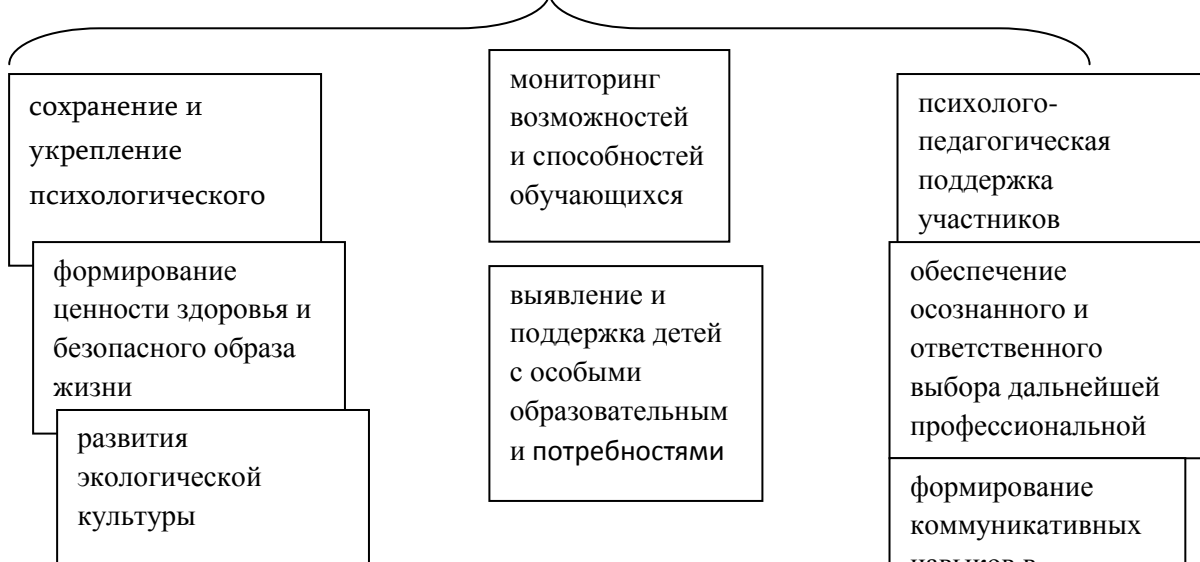 сохранение и
укрепление
психологического
формирование
ценности здоровья и
безопасного образа
жизни
развития
экологической
культуры
мониторинг
возможностей
и способностей
обучающихся
выявление и
поддержка детей
с особыми
образовательным
и потребностями
психолого-
педагогическая
поддержка
участников
обеспечение
осознанного и
ответственного
выбора дальнейшей
профессиональной
формирование
коммуникативных